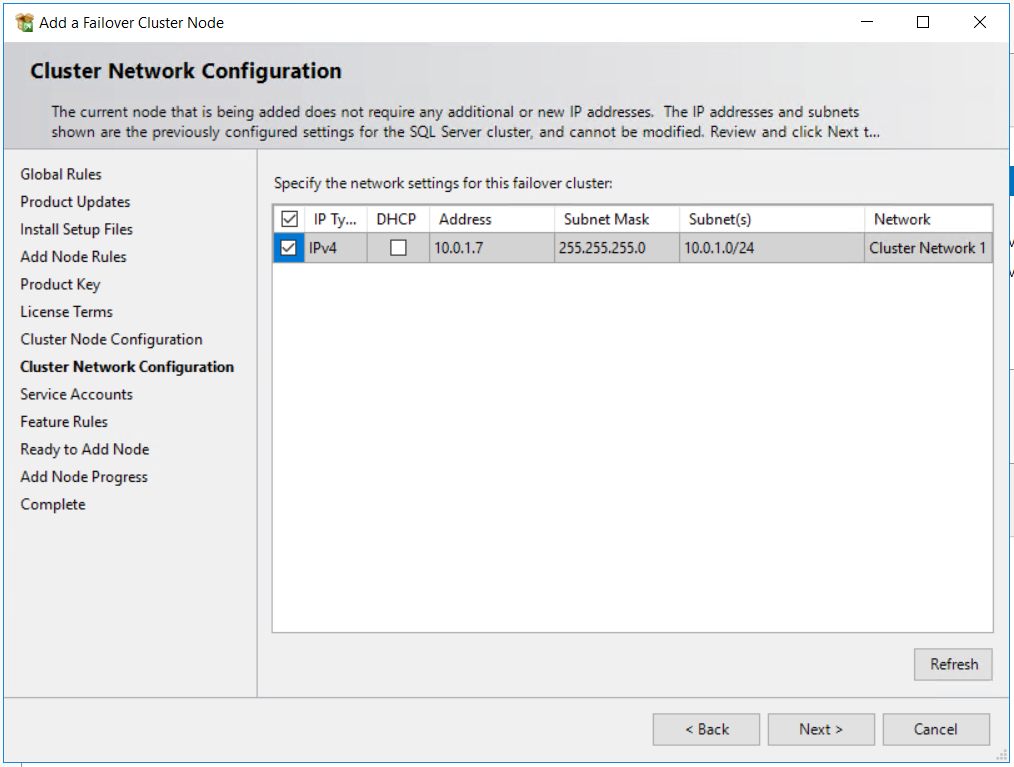 Add a Failover Cluster Node
Cluster Network Configuration
The current node that is being added does not require any additional or new IP addresses.  The IP addresses and subnets
shown are the previously configured settings for the SQL Server cluster, and cannot be modified. Review and click Next t...
Global Rules
Product Updates
Install Setup Files
Add Node Rules
Product Key
License Terms
Cluster Node Configuration
Cluster Network Configuration
Service Accounts
Feature Rules
Ready to Add Node
Add Node Progress
Complete
Specify the network settings for this failover cluster:
IP Ty... DHCP Address Subnet Mask Subnet(s) Network
IPv4 10.0.1.7 255.255.255.0 10.0.1.0/24 Cluster Network 1
Refresh
< Back Next > Cancel